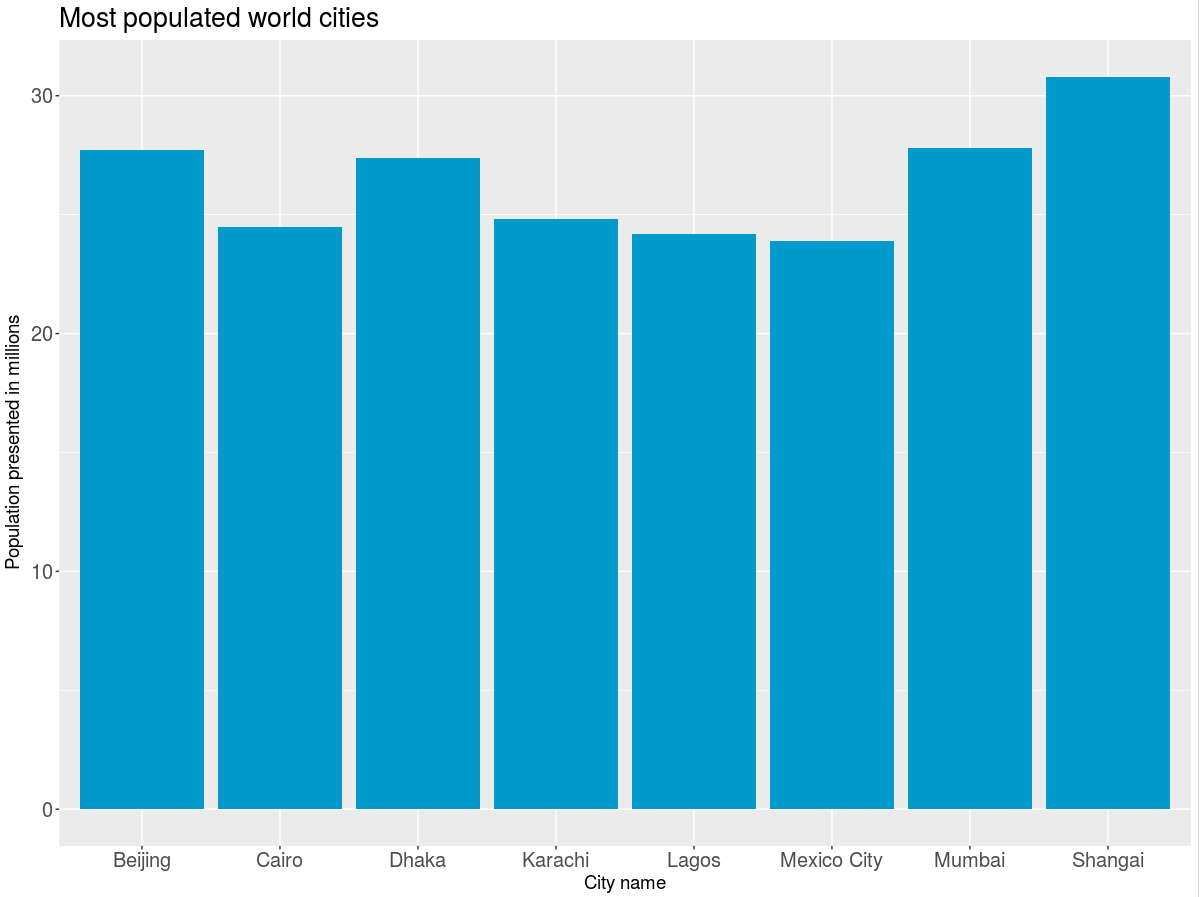 Most populated world cities
Population presented in millions
30
20
10
0
Beijing Cairo Dhaka Karachi Lagos Mexico City Mumbai Shangai
City name